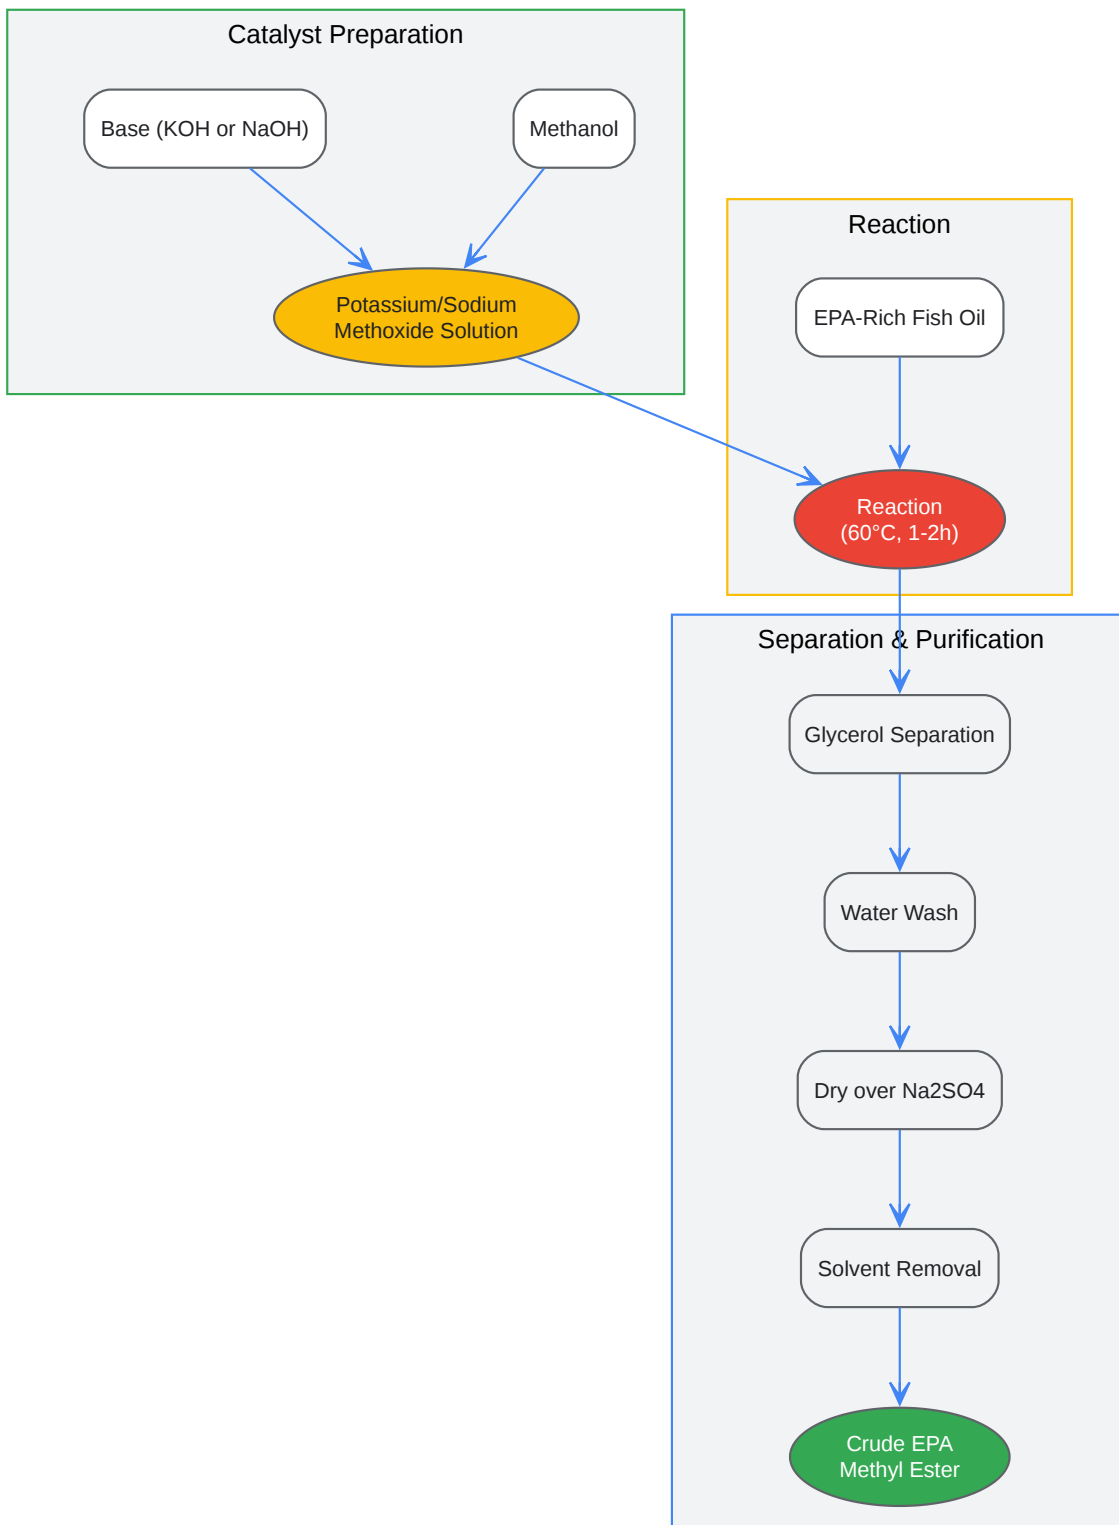 Catalyst Preparation
Base (KOH or NaOH)
Methanol
Potassium/Sodium
Methoxide Solution
Reaction
EPA-Rich Fish Oil
Reaction
(60°C, 1-2h)
Separation & Purification
Glycerol Separation
Water Wash
Dry over Na2SO4
Solvent Removal
Crude EPA
Methyl Ester